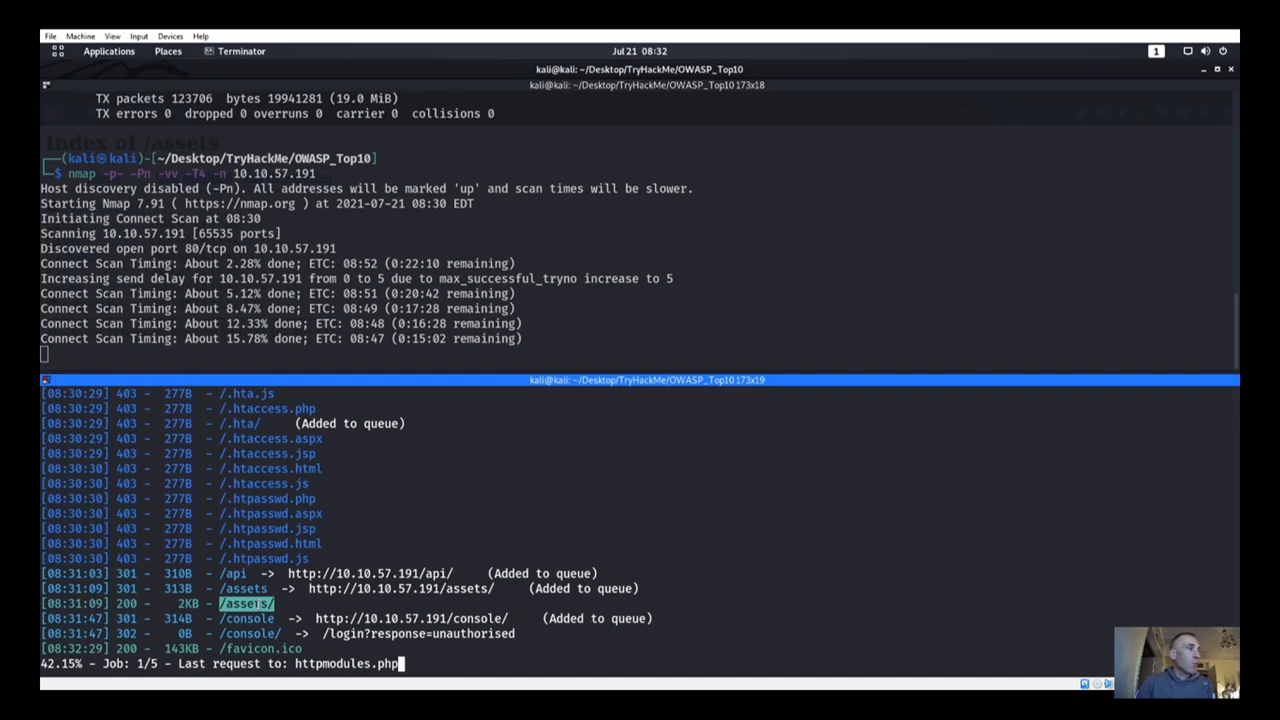 File Machine View Input Devices Help
Applications Places Terminator Jul 21 08:32 1
kali@kali: ~/Desktop/TryHackMe/OWASP_Top10
kali@kali: ~/Desktop/TryHackMe/OWASP_Top10 173x18
TX packets 123706 bytes 19941281 (19.0 MiB)
TX errors 0 dropped 0 overruns 0 carrier 0 collisions 0
Index of /assets
┌──(kali㉿kali)-[~/Desktop/TryHackMe/OWASP_Top10]
└─$ nmap -p- -Pn -vv -T4 -n 10.10.57.191
Host discovery disabled (-Pn). All addresses will be marked 'up' and scan times will be slower.
Starting Nmap 7.91 ( https://nmap.org ) at 2021-07-21 08:30 EDT
Initiating Connect Scan at 08:30
Scanning 10.10.57.191 [65535 ports]
Discovered open port 80/tcp on 10.10.57.191
Connect Scan Timing: About 2.28% done; ETC: 08:52 (0:22:10 remaining)
Increasing send delay for 10.10.57.191 from 0 to 5 due to max_successful_tryno increase to 5
Connect Scan Timing: About 5.12% done; ETC: 08:51 (0:20:42 remaining)
Connect Scan Timing: About 8.47% done; ETC: 08:49 (0:17:28 remaining)
Connect Scan Timing: About 12.33% done; ETC: 08:48 (0:16:28 remaining)
Connect Scan Timing: About 15.78% done; ETC: 08:47 (0:15:02 remaining)
kali@kali: ~/Desktop/TryHackMe/OWASP_Top10 173x19
[08:30:29] 403 - 277B - /.hta.js
[08:30:29] 403 - 277B - /.htaccess.php
[08:30:29] 403 - 277B - /.hta/ (Added to queue)
[08:30:29] 403 - 277B - /.htaccess.aspx
[08:30:29] 403 - 277B - /.htaccess.jsp
[08:30:30] 403 - 277B - /.htaccess.html
[08:30:30] 403 - 277B - /.htaccess.js
[08:30:30] 403 - 277B - /.htpasswd.php
[08:30:30] 403 - 277B - /.htpasswd.aspx
[08:30:30] 403 - 277B - /.htpasswd.jsp
[08:30:30] 403 - 277B - /.htpasswd.html
[08:30:30] 403 - 277B - /.htpasswd.js
[08:31:03] 301 - 310B - /api -> http://10.10.57.191/api/ (Added to queue)
[08:31:09] 301 - 313B - /assets -> http://10.10.57.191/assets/ (Added to queue)
[08:31:09] 200 - 2KB - /assets/
[08:31:47] 301 - 314B - /console -> http://10.10.57.191/console/ (Added to queue)
[08:31:47] 302 - 0B - /console/ -> /login?response=unauthorised
[08:32:29] 200 - 143KB - /favicon.ico
42.15% - Job: 1/5 - Last request to: httpmodules.php